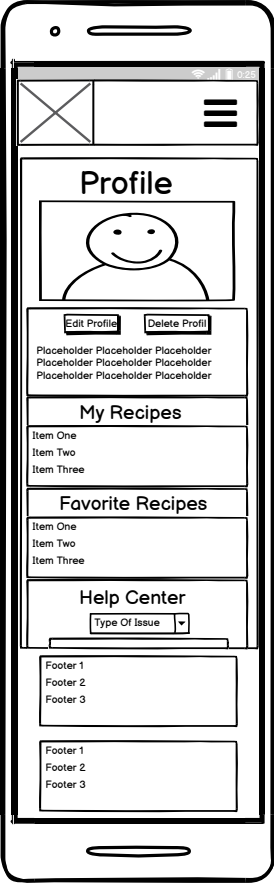 0:25
Profile
Edit Profile Delete Profil
Placeholder Placeholder Placeholder
Placeholder Placeholder Placeholder
Placeholder Placeholder Placeholder
My Recipes
Item One
Item Two
Item Three
Favorite Recipes
Item One
Item Two
Item Three
Help Center
Type Of Issue
Footer 1
Footer 2
Footer 3
Footer 1
Footer 2
Footer 3